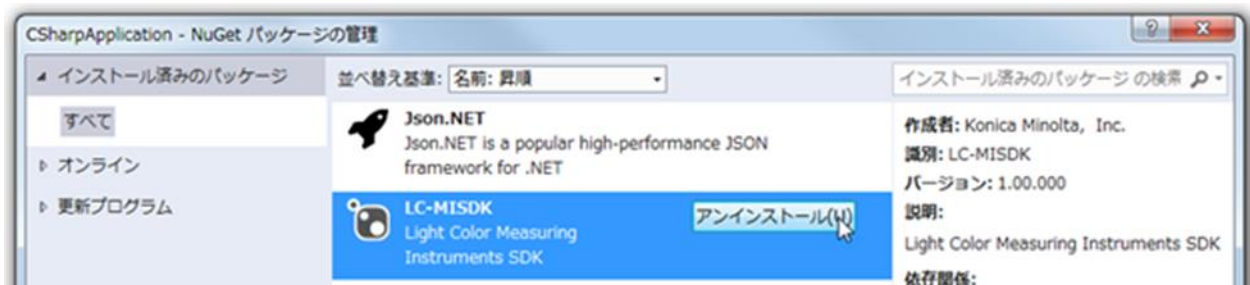 CSharpApplication - NuGet パッケージの管理
インストール済みのパッケージ
すべて
オンライン
更新プログラム
並べ替え基準: 名前: 昇順
Json.NET
Json.NET is a popular high-performance JSON
framework for .NET
LC-MISDK
アンインストール(U)
Light Color Measuring
Instruments SDK
インストール済みのパッケージ の検索
作成者: Konica Minolta, Inc.
識別: LC-MISDK
バージョン: 1.00.000
説明:
Light Color Measuring Instruments SDK
依存関係: